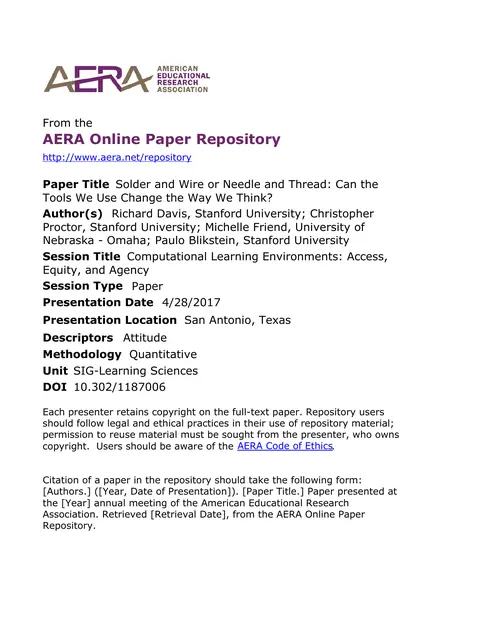 AERA
AMERICAN
EDUCATIONAL
RESEARCH
ASSOCIATION
From the
AERA Online Paper Repository
http://www.aera.net/repository
Paper Title Solder and Wire or Needle and Thread: Can the
Tools We Use Change the Way We Think?
Author(s) Richard Davis, Stanford University; Christopher
Proctor, Stanford University; Michelle Friend, University of
Nebraska - Omaha; Paulo Blikstein, Stanford University
Session Title Computational Learning Environments: Access,
Equity, and Agency
Session Type Paper
Presentation Date 4/28/2017
Presentation Location San Antonio, Texas
Descriptors Attitude
Methodology Quantitative
Unit SIG-Learning Sciences
DOI 10.302/1187006
Each presenter retains copyright on the full-text paper. Repository users
should follow legal and ethical practices in their use of repository material;
permission to reuse material must be sought from the presenter, who owns
copyright. Users should be aware of the AERA Code of Ethics.
Citation of a paper in the repository should take the following form:
[Authors.] ([Year, Date of Presentation]). [Paper Title.] Paper presented at
the [Year] annual meeting of the American Educational Research
Association. Retrieved [Retrieval Date], from the AERA Online Paper
Repository.